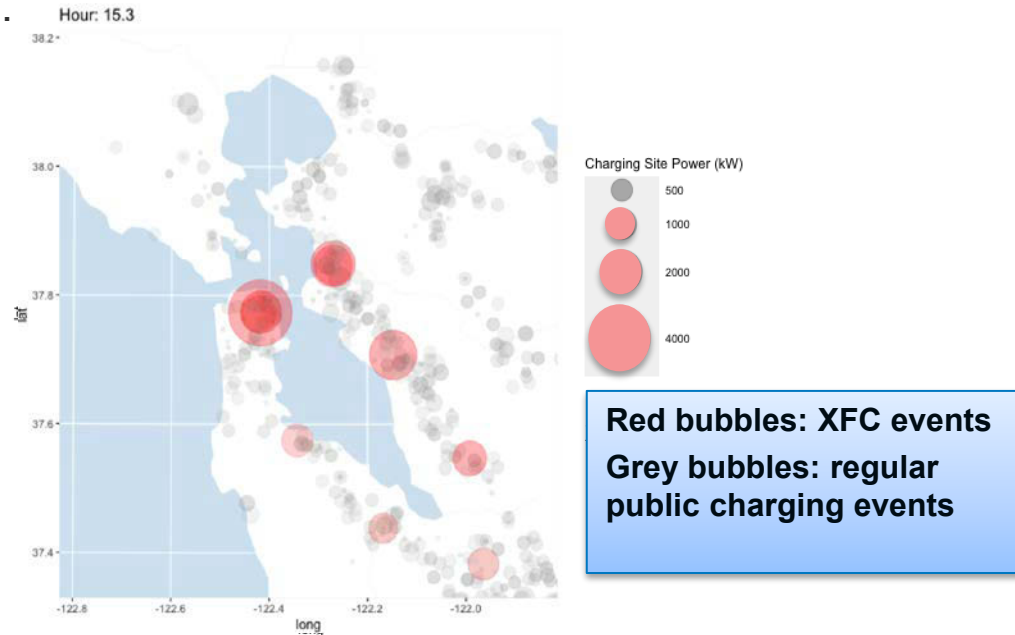 .
Hour: 15.3
38.2
38.0
37.8
37.6
37.4
lat
-122.8
-122.6
-122.4
-122.2
-122.0
long
Charging Site Power (kW)
500
1000
2000
4000
Red bubbles: XFC events
Grey bubbles: regular
public charging events